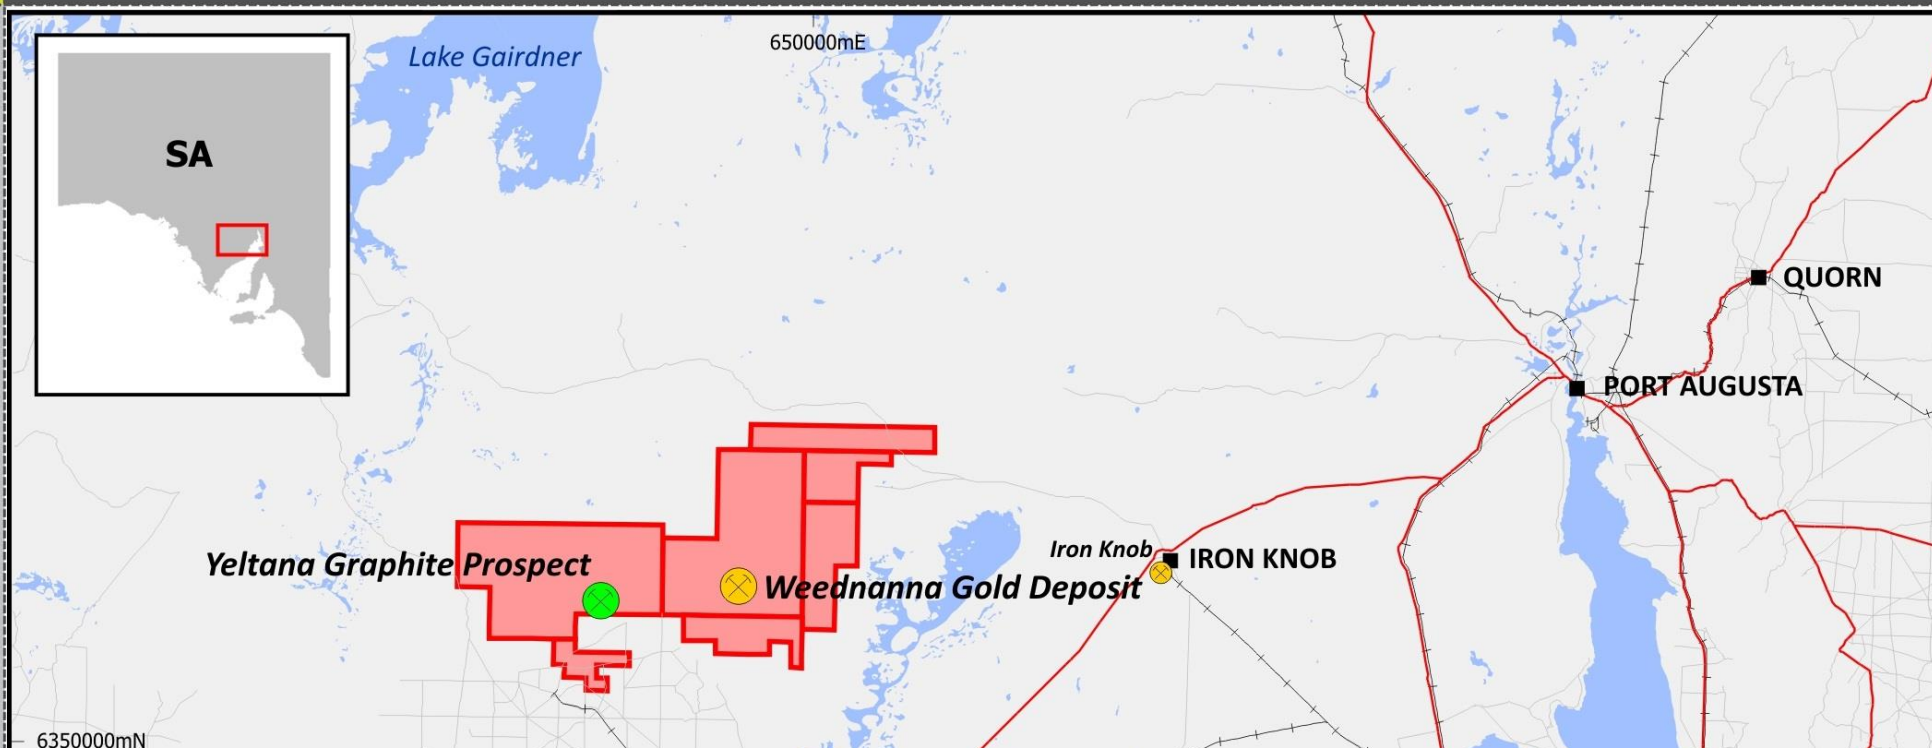 Lake Gairdner
650000mE
SA
QUORN
PORT AUGUSTA
Iron Knob
IRON KNOB
Yeltana Graphite Prospect
Weednanna Gold Deposit
6350000mN